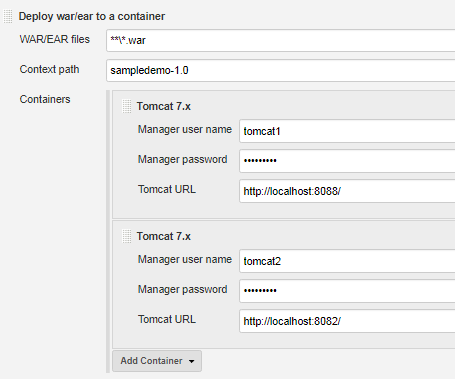 Deploy war/ear to a container
WAR/EAR files **\*.war
Context path sampledemo-1.0
Containers
Tomcat 7.x
Manager user name tomcat1
Manager password •••••••••
Tomcat URL http://localhost:8088/
Tomcat 7.x
Manager user name tomcat2
Manager password •••••••••
Tomcat URL http://localhost:8082/
Add Container